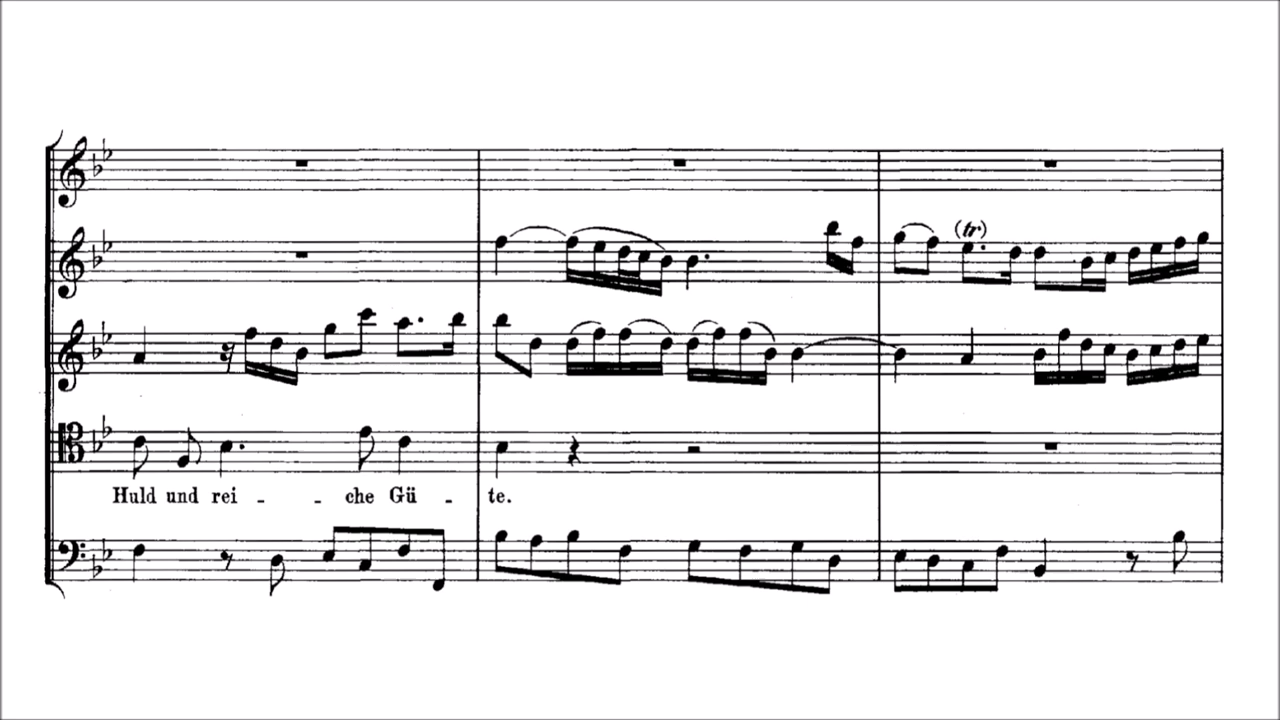 (tr)
Huld und rei - - che Gü - te.